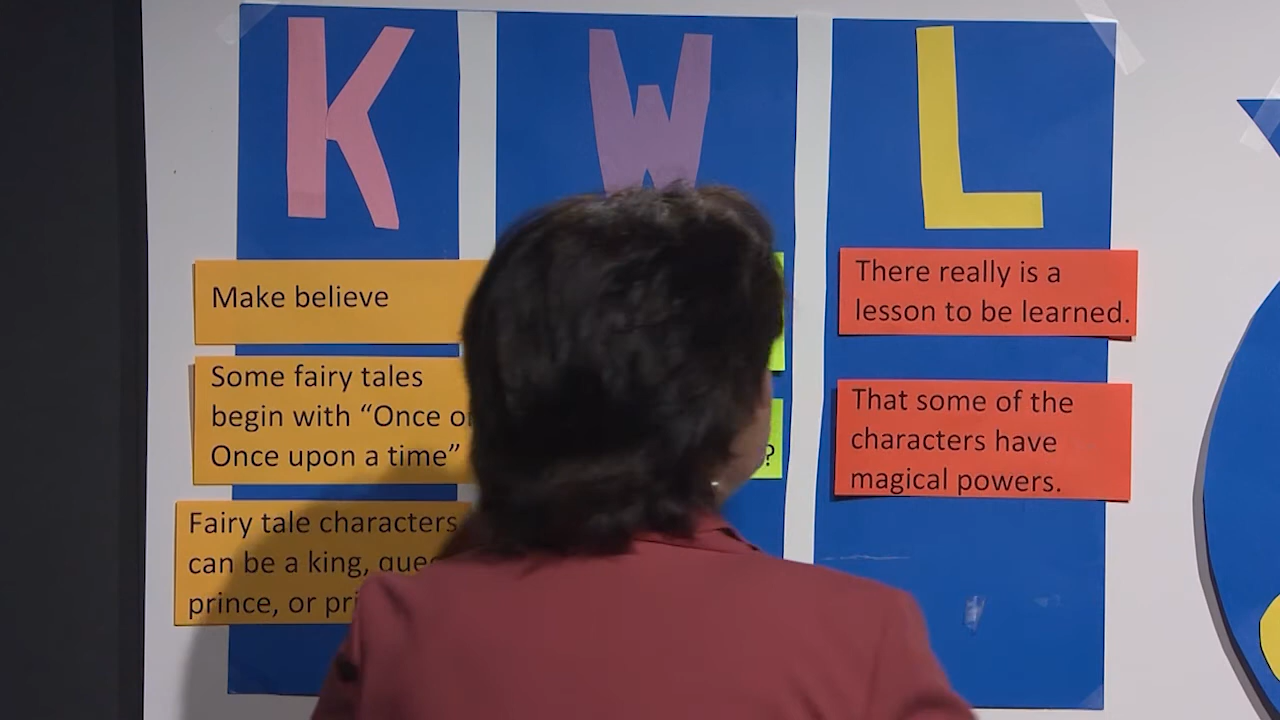 K W L
Make believe
Some fairy tales
begin with “Once
Once upon a time”
Fairy tale characters
can be a king,
prince, or
?
There really is a
lesson to be learned.
That some of the
characters have
magical powers.